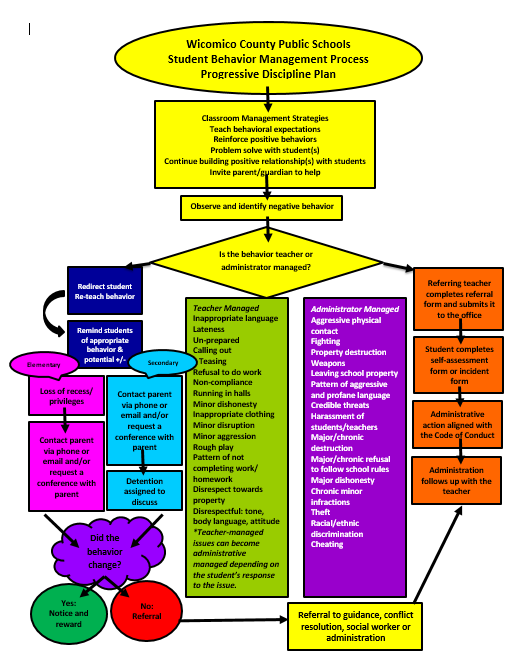 Wicomico County Public Schools
Student Behavior Management Process
Progressive Discipline Plan
Classroom Management Strategies
Teach behavioral expectations
Reinforce positive behaviors
Problem solve with student(s)
Continue building positive relationship(s) with students
Invite parent/guardian to help
Observe and identify negative behavior
Is the behavior teacher or
administrator managed?
Redirect student
Re-teach behavior
Remind students
of appropriate
behavior &
potential +/-
Elementary
Secondary
Loss of recess/
privileges
Contact parent
via phone or
email and/or
request a
conference with
parent
Contact parent
via phone or
email and/or
request a
conference with
parent
Detention
assigned to
discuss
Did the
behavior
change?
Yes:
Notice and
reward
No:
Referral
Teacher Managed
Inappropriate language
Lateness
Un-prepared
Calling out
Teasing
Refusal to do work
Non-compliance
Running in halls
Minor dishonesty
Inappropriate clothing
Minor disruption
Minor aggression
Rough play
Pattern of not
completing work/
homework
Disrespect towards
property
Disrespectful: tone,
body language, attitude
*Teacher-managed
issues can become
administrative
managed depending on
the student's response
to the issue.
Administrator Managed
Aggressive physical
contact
Fighting
Property destruction
Weapons
Leaving school property
Pattern of aggressive
and profane language
Credible threats
Harassment of
students/teachers
Major/chronic
destruction
Major/chronic refusal
to follow school rules
Major dishonesty
Chronic minor
infractions
Theft
Racial/ethnic
discrimination
Cheating
Referring teacher
completes referral
form and submits it
to the office
Student completes
self-assessment
form or incident
form
Administrative
action aligned with
the Code of Conduct
Administration
follows up with the
teacher
Referral to guidance, conflict
resolution, social worker or
administration